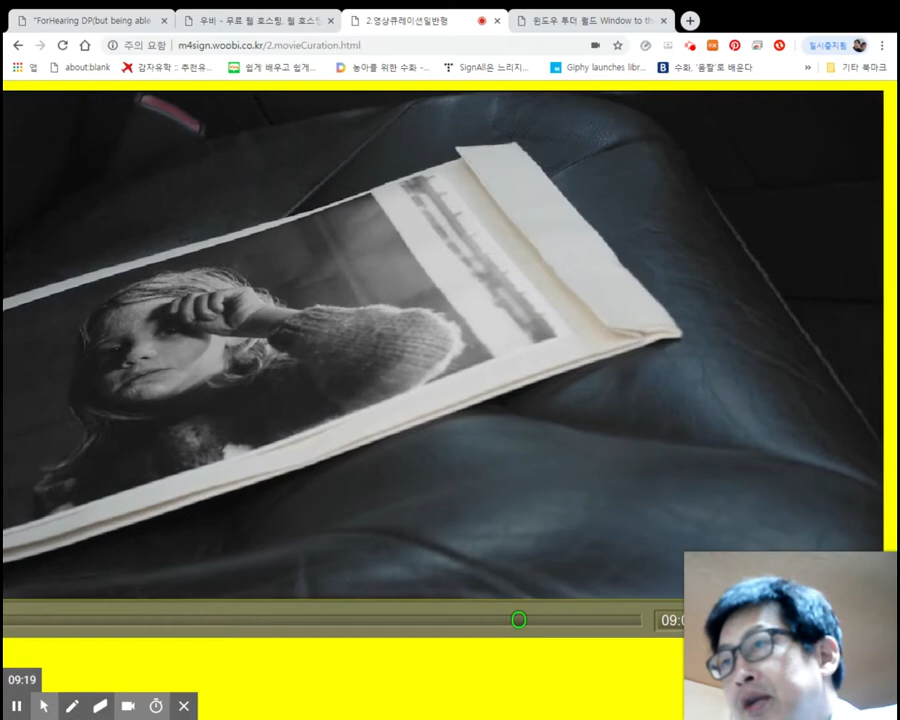 "ForHearing DP(but being able
우비 - 무료 웹 호스팅, 웹 호스팅
2.영상큐레이션일반형
윈도우 투더 월드 Window to the
주의 요함
m4sign.woobi.co.kr/2.movieCuration.html
일시중지됨
앱
about:blank
감자유학 :: 추천유...
쉽게 배우고 쉽게...
농아를 위한 수화 -...
SignAll은 느리지...
Giphy launches libr...
수화, '움짤'로 배운다
»
기타 북마크
09:0
09:19